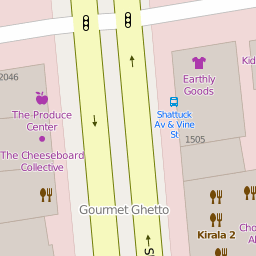 Kid
2046
Earthly
Goods
The Produce
Center
Shattuck
Av & Vine
St
1505
The Cheeseboard
Collective
Gourmet Ghetto
Kirala 2
Cho
Al
S